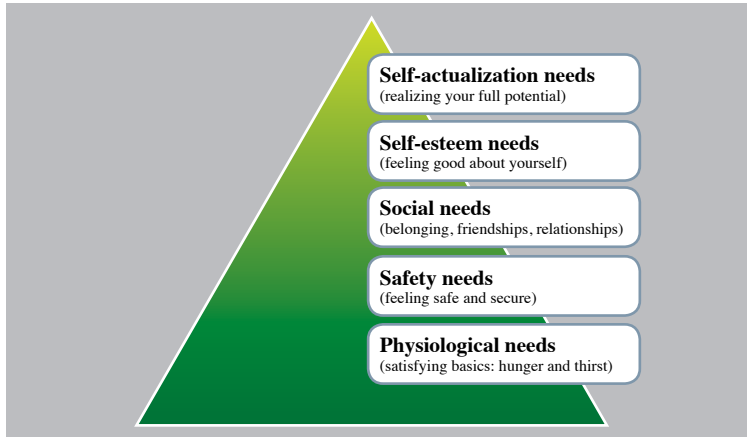 Self-actualization needs
(realizing your full potential)
Self-esteem needs
(feeling good about yourself)
Social needs
(belonging, friendships, relationships)
Safety needs
(feeling safe and secure)
Physiological needs
(satisfying basics: hunger and thirst)